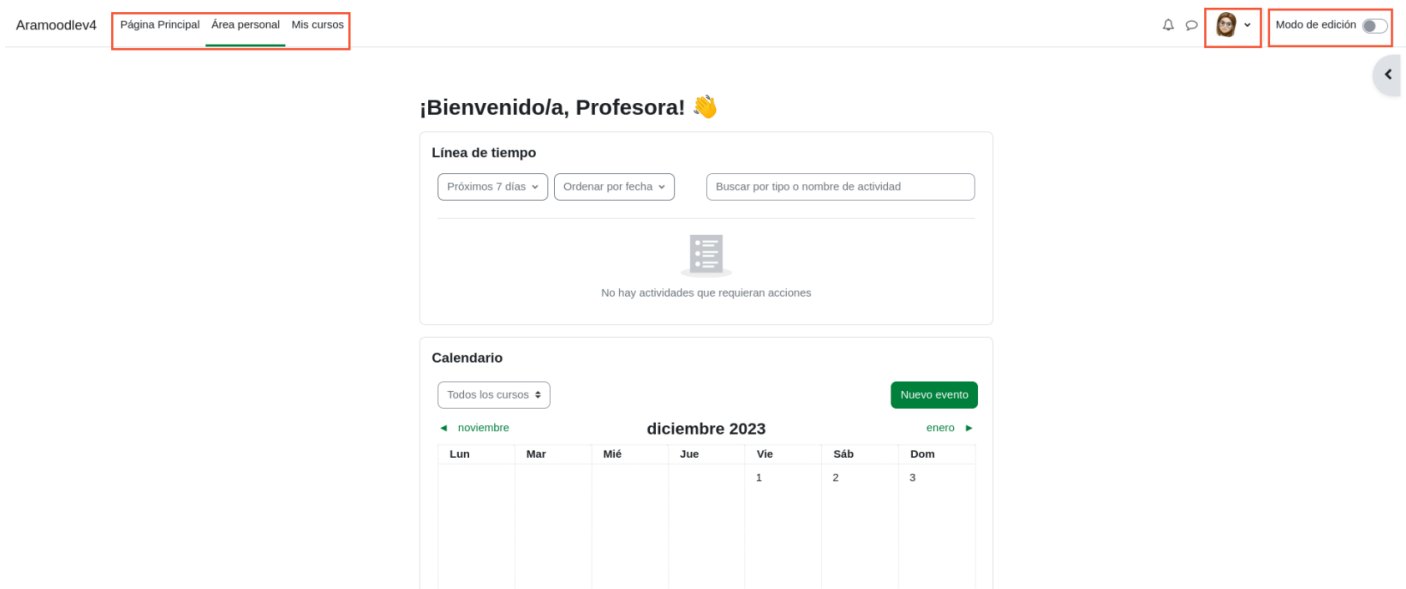 Aramoodlev4 Página Principal Área personal Mis cursos Modo de edición
¡Bienvenido/a, Profesora! 👋
Línea de tiempo
Próximos 7 días Ordenar por fecha Buscar por tipo o nombre de actividad
No hay actividades que requieran acciones
Calendario
Todos los cursos Nuevo evento
◄ noviembre diciembre 2023 enero ►
Lun Mar Mié Jue Vie Sáb Dom
1 2 3